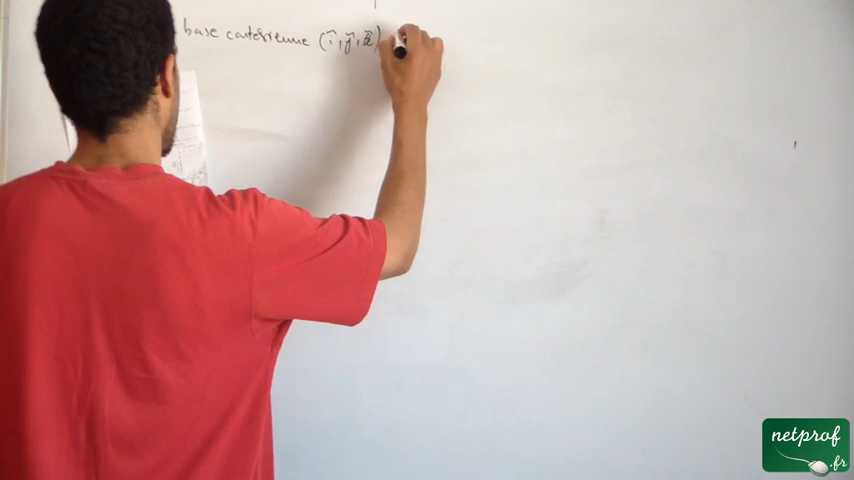 base cartésienne (i⃗, j⃗, k⃗)
netprof
.fr